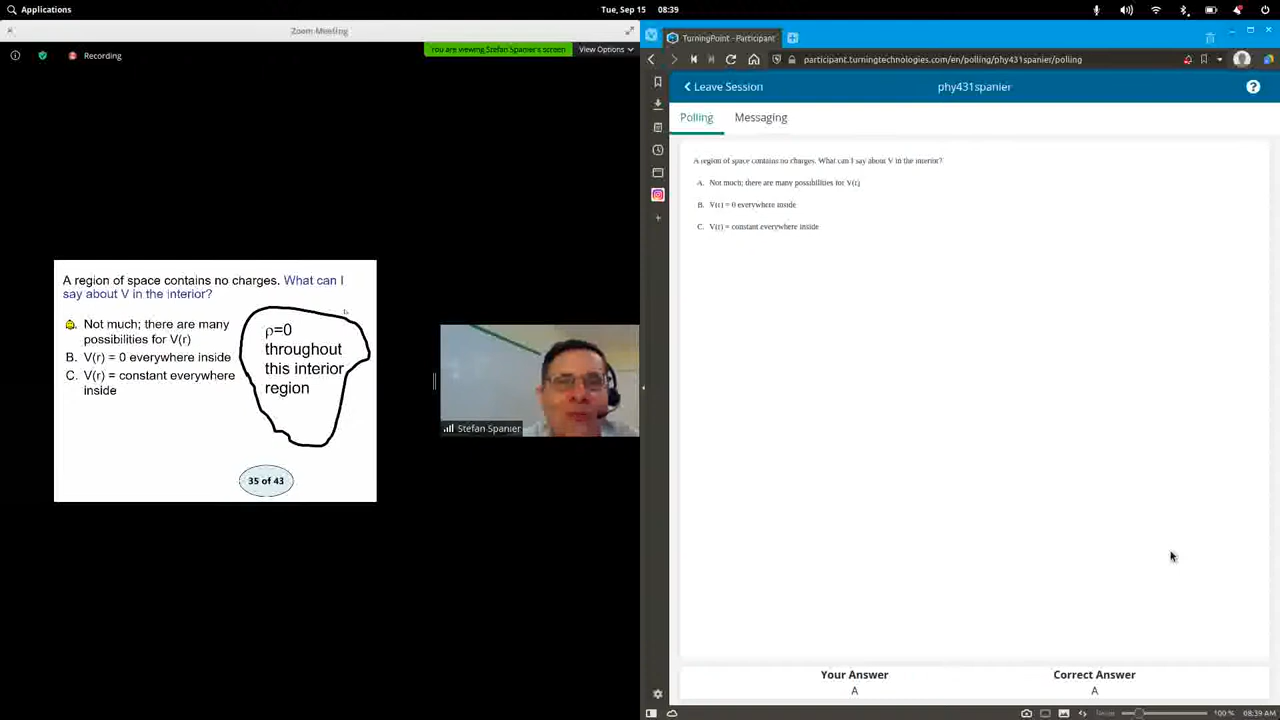 Applications
Tue, Sep 15 08:39
Zoom Meeting
Recording
You are viewing Stefan Spanier's screen
View Options
A region of space contains no charges. What can I
say about V in the interior?
Not much; there are many
possibilities for V(r)
B. V(r) = 0 everywhere inside
C. V(r) = constant everywhere
inside
ρ=0
throughout
this interior
region
35 of 43
Stefan Spanier
TurningPoint - Participant
participant.turningtechnologies.com/en/polling/phy431spanier/polling
Leave Session
phy431spanier
?
Polling
Messaging
A region of space contains no charges. What can I say about V in the interior?
A. Not much; there are many possibilities for V(r)
B. V(r) = 0 everywhere inside
C. V(r) = constant everywhere inside
Your Answer
A
Correct Answer
A
100 %
08:39 AM